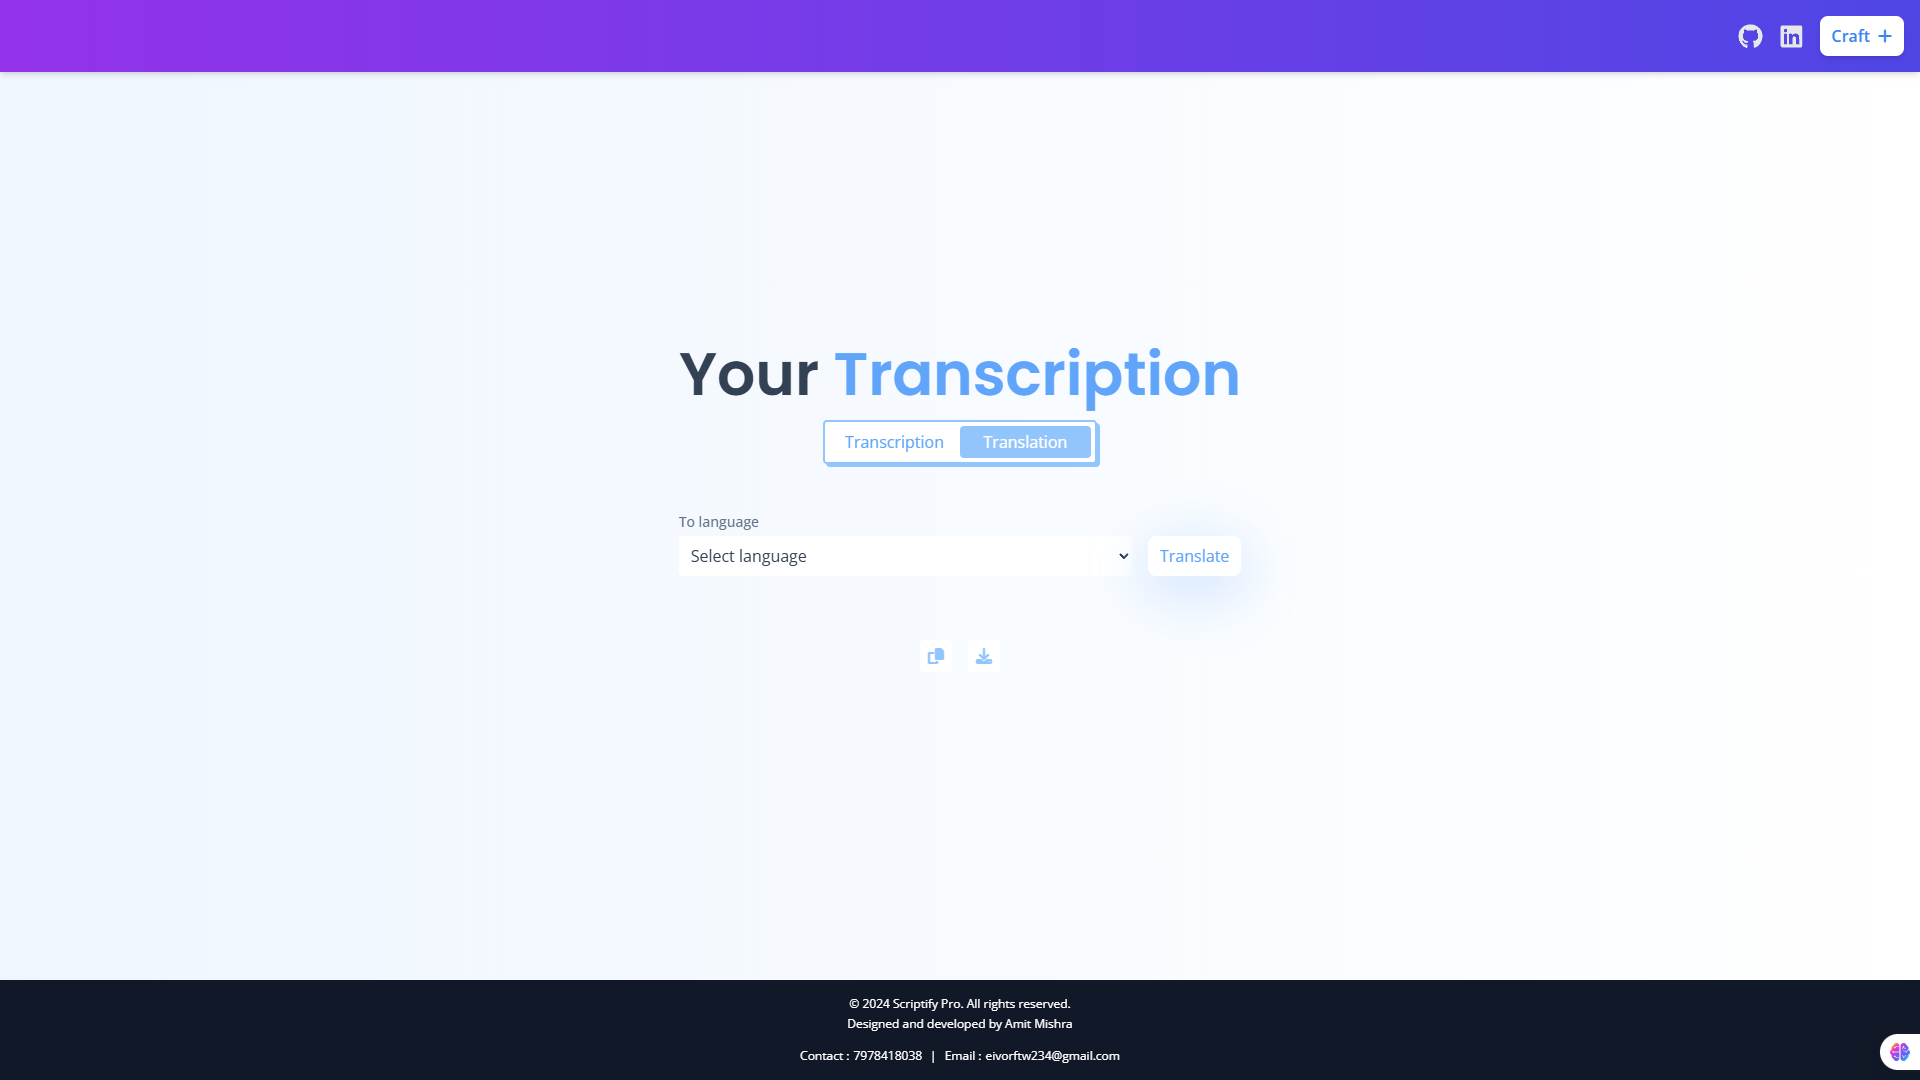 Craft
Your Transcription
Transcription Translation
To language
Select language Translate
© 2024 Scriptify Pro. All rights reserved.
Designed and developed by Amit Mishra
Contact : 7978418038 | Email : eivorftw234@gmail.com